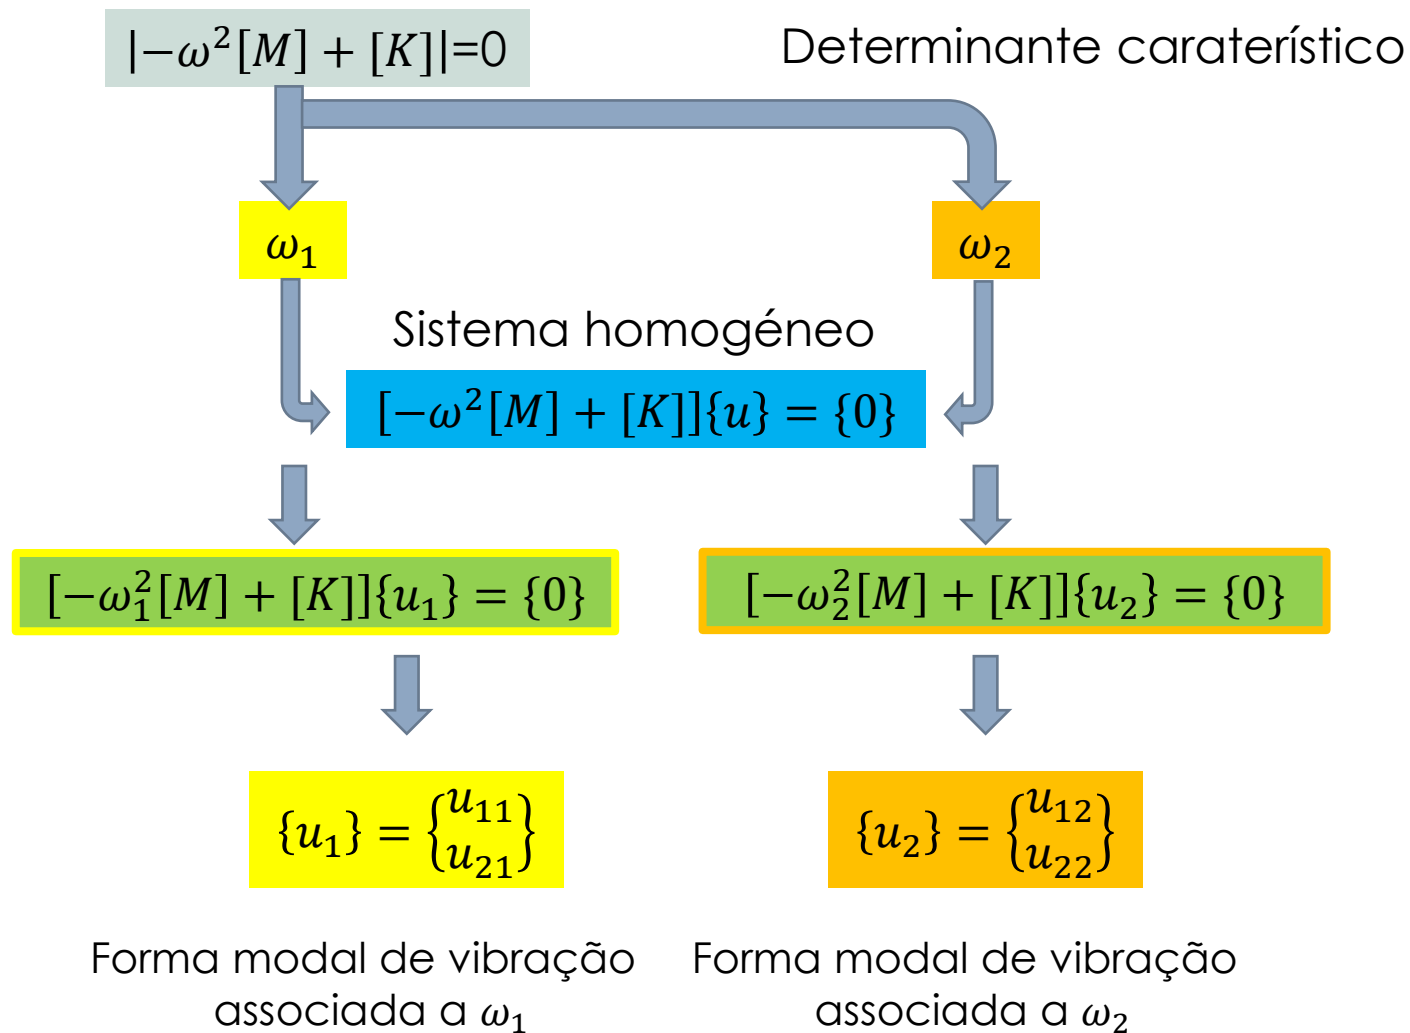 |−ω²[M] + [K]|=0
Determinante caraterístico
ω₁
ω₂
Sistema homogéneo
[−ω²[M] + [K]]{u} = {0}
[−ω₁²[M] + [K]]{u₁} = {0}
[−ω₂²[M] + [K]]{u₂} = {0}
{u₁} = {u₁₁ u₂₁}
{u₂} = {u₁₂ u₂₂}
Forma modal de vibração
associada a ω₁
Forma modal de vibração
associada a ω₂